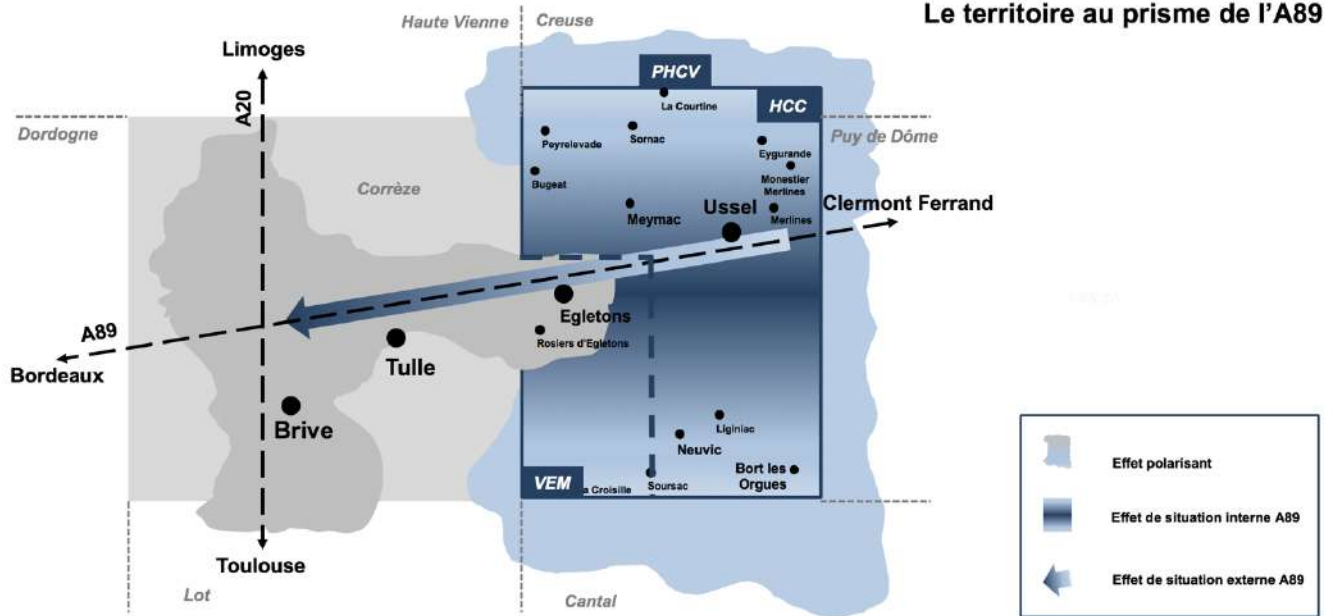 Le territoire au prisme de l'A89
Haute Vienne
Creuse
Limoges
PHCV
La Courtine
HCC
A20
Dordogne
Puy de Dôme
Peyrelevade
Sornac
Eygurande
Corrèze
Bugeat
Monestier
Merlines
Meymac
Ussel
Merlines
Clermont Ferrand
A89
Egletons
Rosiers d'Egletons
Bordeaux
Tulle
Brive
Liginiac
Neuvic
VEM
a Croisille
Soursac
Bort les
Orgues
Toulouse
Lot
Cantal
Effet polarisant
Effet de situation interne A89
Effet de situation externe A89